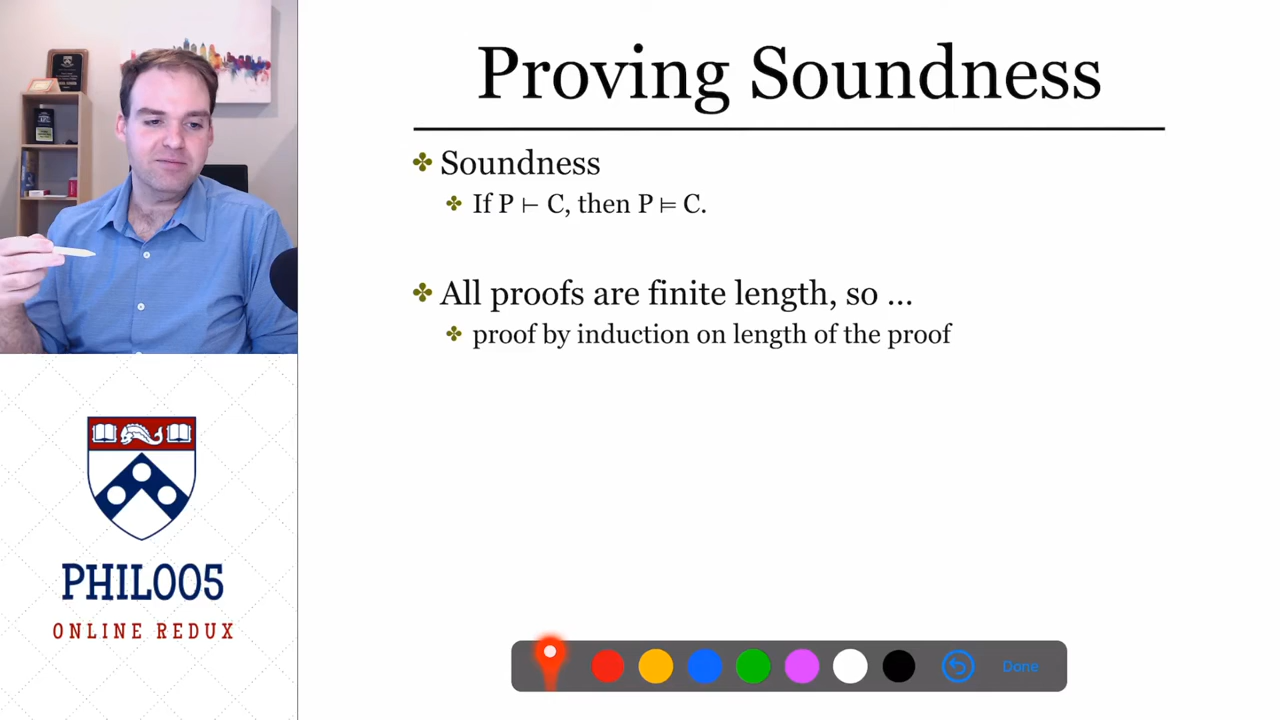 Proving Soundness
✤ Soundness
✤ If P ⊢ C, then P ⊨ C.
✤ All proofs are finite length, so ...
✤ proof by induction on length of the proof
PHIL005
ONLINE REDUX
Done